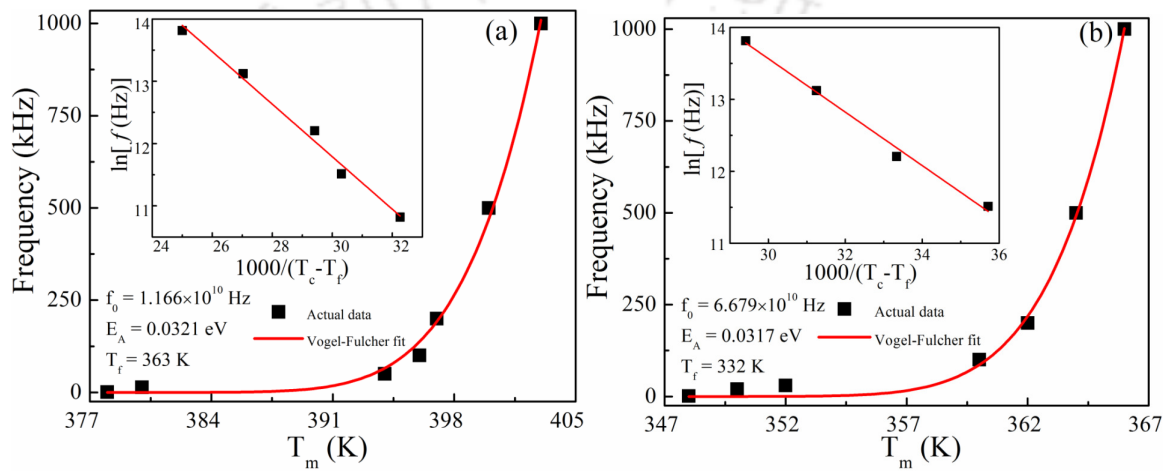 (a)
Frequency (kHz)
1000
750
500
250
0
377 384 391 398 405
T_m (K)
ln[f(Hz)]
14
13
12
11
24 26 28 30 32
1000/(T_c-T_f)
f_0 = 1.166×10^10 Hz
E_A = 0.0321 eV
T_f = 363 K
Actual data
Vogel-Fulcher fit
(b)
Frequency (kHz)
1000
750
500
250
0
347 352 357 362 367
T_m (K)
ln[f(Hz)]
14
13
12
11
30 32 34 36
1000/(T_c-T_f)
f_0 = 6.679×10^10 Hz
E_A = 0.0317 eV
T_f = 332 K
Actual data
Vogel-Fulcher fit